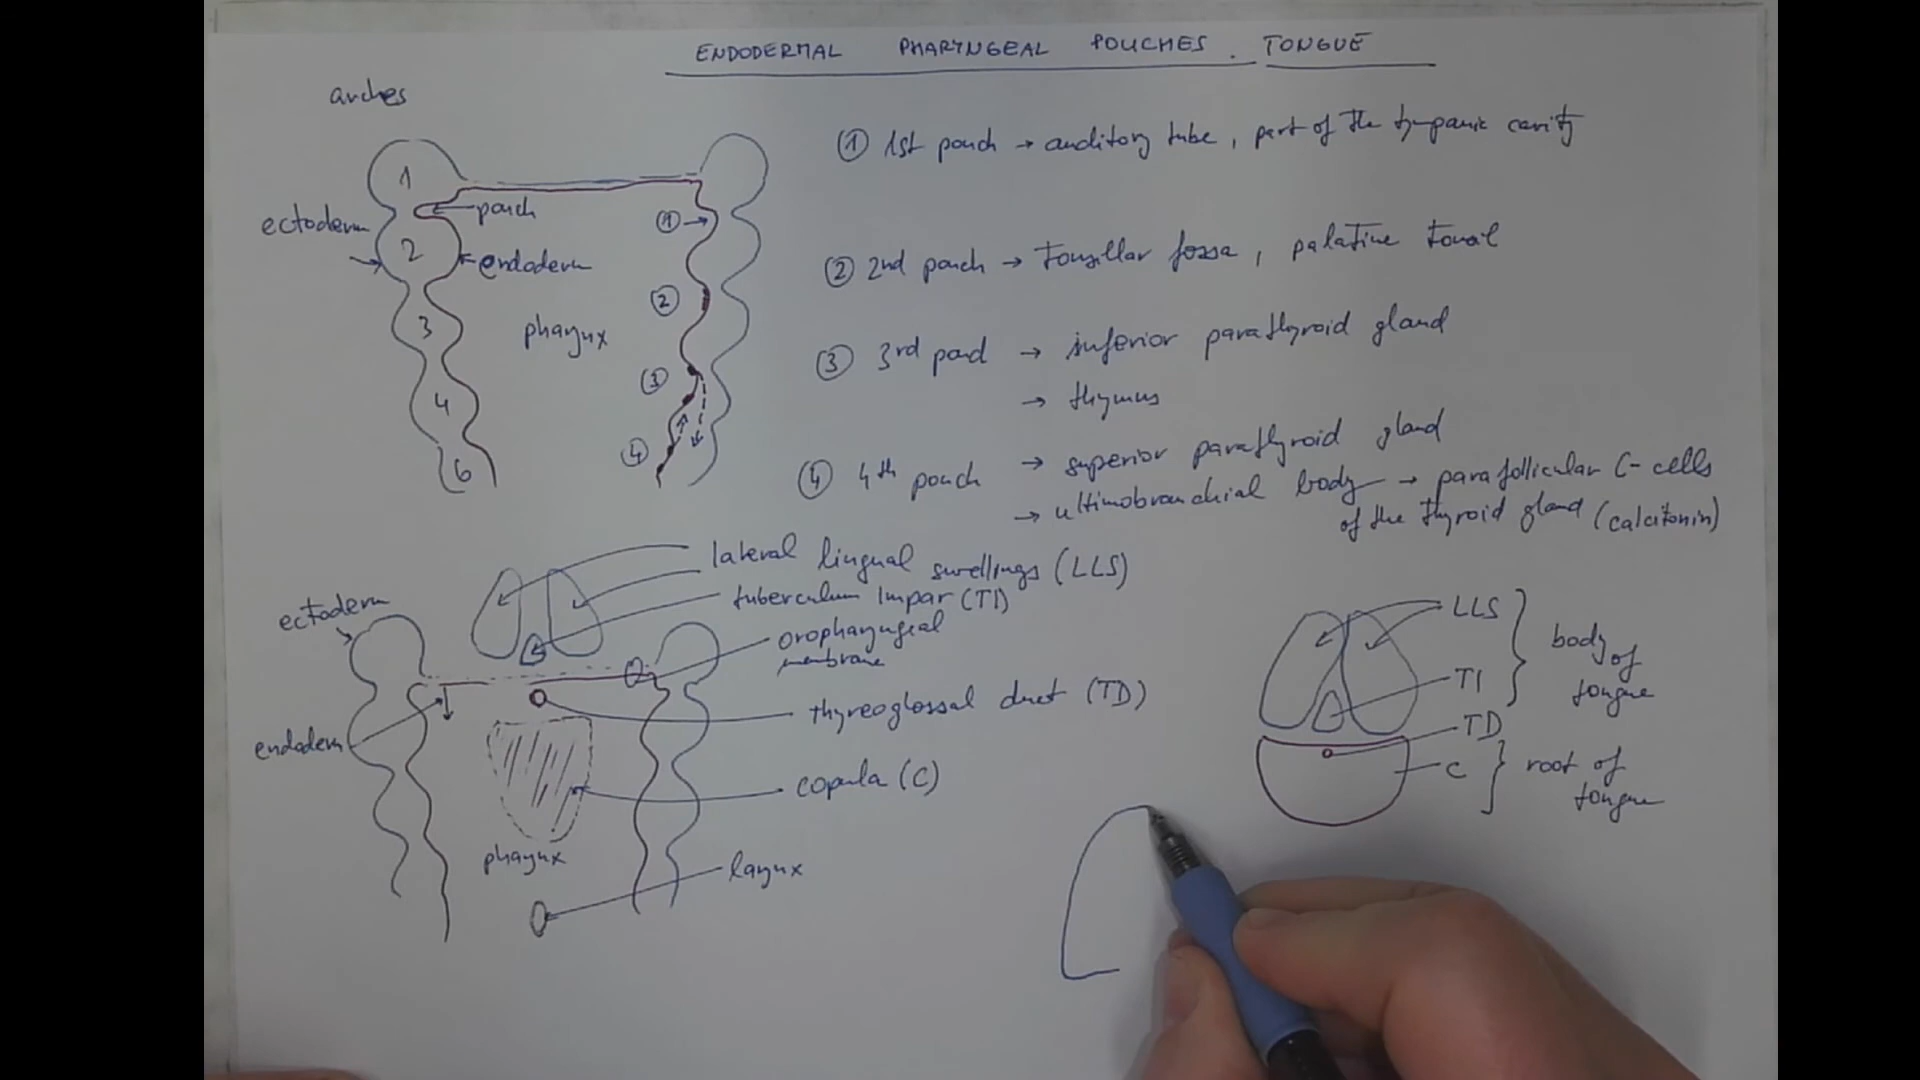 ENDODERMAL PHARYNGEAL POUCHES. TONGUE
arches
1
pouch
ectoderm
2
endoderm
3
pharynx
4
6
①
②
③
④
① 1st pouch → auditory tube, part of the tympanic cavity
② 2nd pouch → tonsillar fossa, palatine tonsil
③ 3rd pouch → inferior parathyroid gland
→ thymus
④ 4th pouch → superior parathyroid gland
→ ultimobranchial body → parafollicular C-cells
of the thyroid gland (calcitonin)
lateral lingual swellings (LLS)
tuberculum impar (TI)
oropharyngeal
membrane
thyreoglossal duct (TD)
copula (C)
larynx
ectoderm
endoderm
pharynx
LLS
TI
body
of
tongue
TD
C
root of
tongue